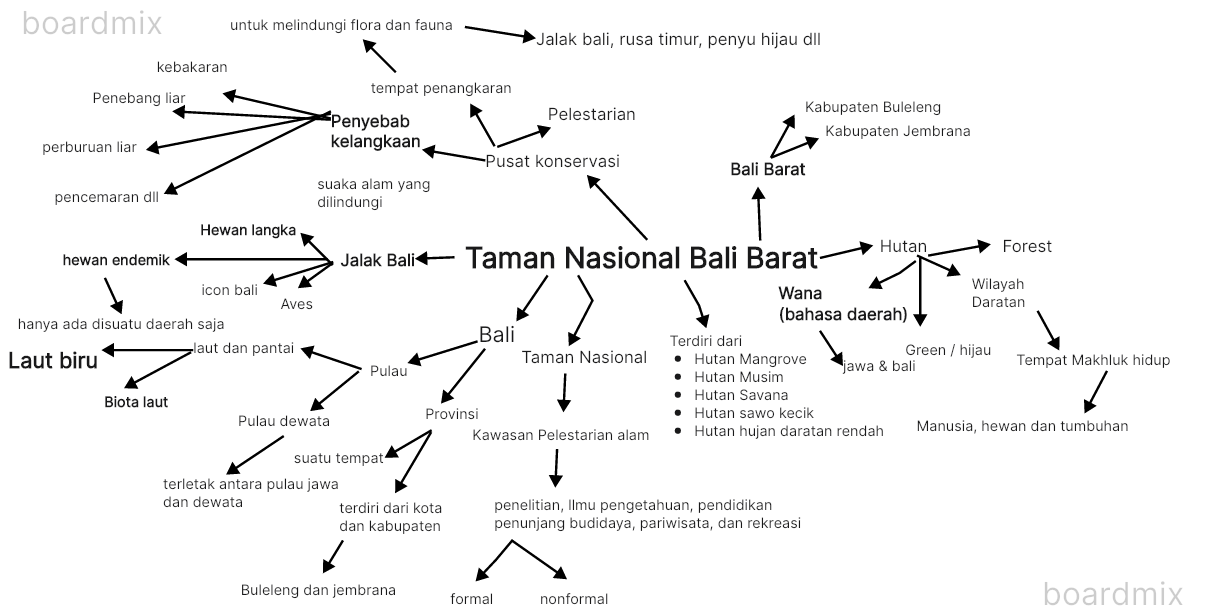 boardmix
untuk melindungi flora dan fauna
Jalak bali, rusa timur, penyu hijau dll
kebakaran
tempat penangkaran
Penebang liar
Pelestarian
Kabupaten Buleleng
Penyebab
kelangkaan
Kabupaten Jembrana
perburuan liar
Pusat konservasi
Bali Barat
suaka alam yang
dilindungi
pencemaran dll
Hewan langka
Taman Nasional Bali Barat
Hutan
Forest
hewan endemik
Jalak Bali
icon bali
Aves
Wana
(bahasa daerah)
Wilayah
Daratan
hanya ada disuatu daerah saja
Bali
Terdiri dari
Hutan Mangrove
Hutan Musim
Hutan Savana
Hutan sawo kecik
Hutan hujan daratan rendah
Laut biru
laut dan pantai
Taman Nasional
Green / hijau
jawa & bali
Tempat Makhluk hidup
Pulau
Biota laut
Pulau dewata
Provinsi
Kawasan Pelestarian alam
Manusia, hewan dan tumbuhan
suatu tempat
terletak antara pulau jawa
dan dewata
terdiri dari kota
dan kabupaten
penelitian, Ilmu pengetahuan, pendidikan
penunjang budidaya, pariwisata, dan rekreasi
Buleleng dan jembrana
formal
nonformal
boardmix